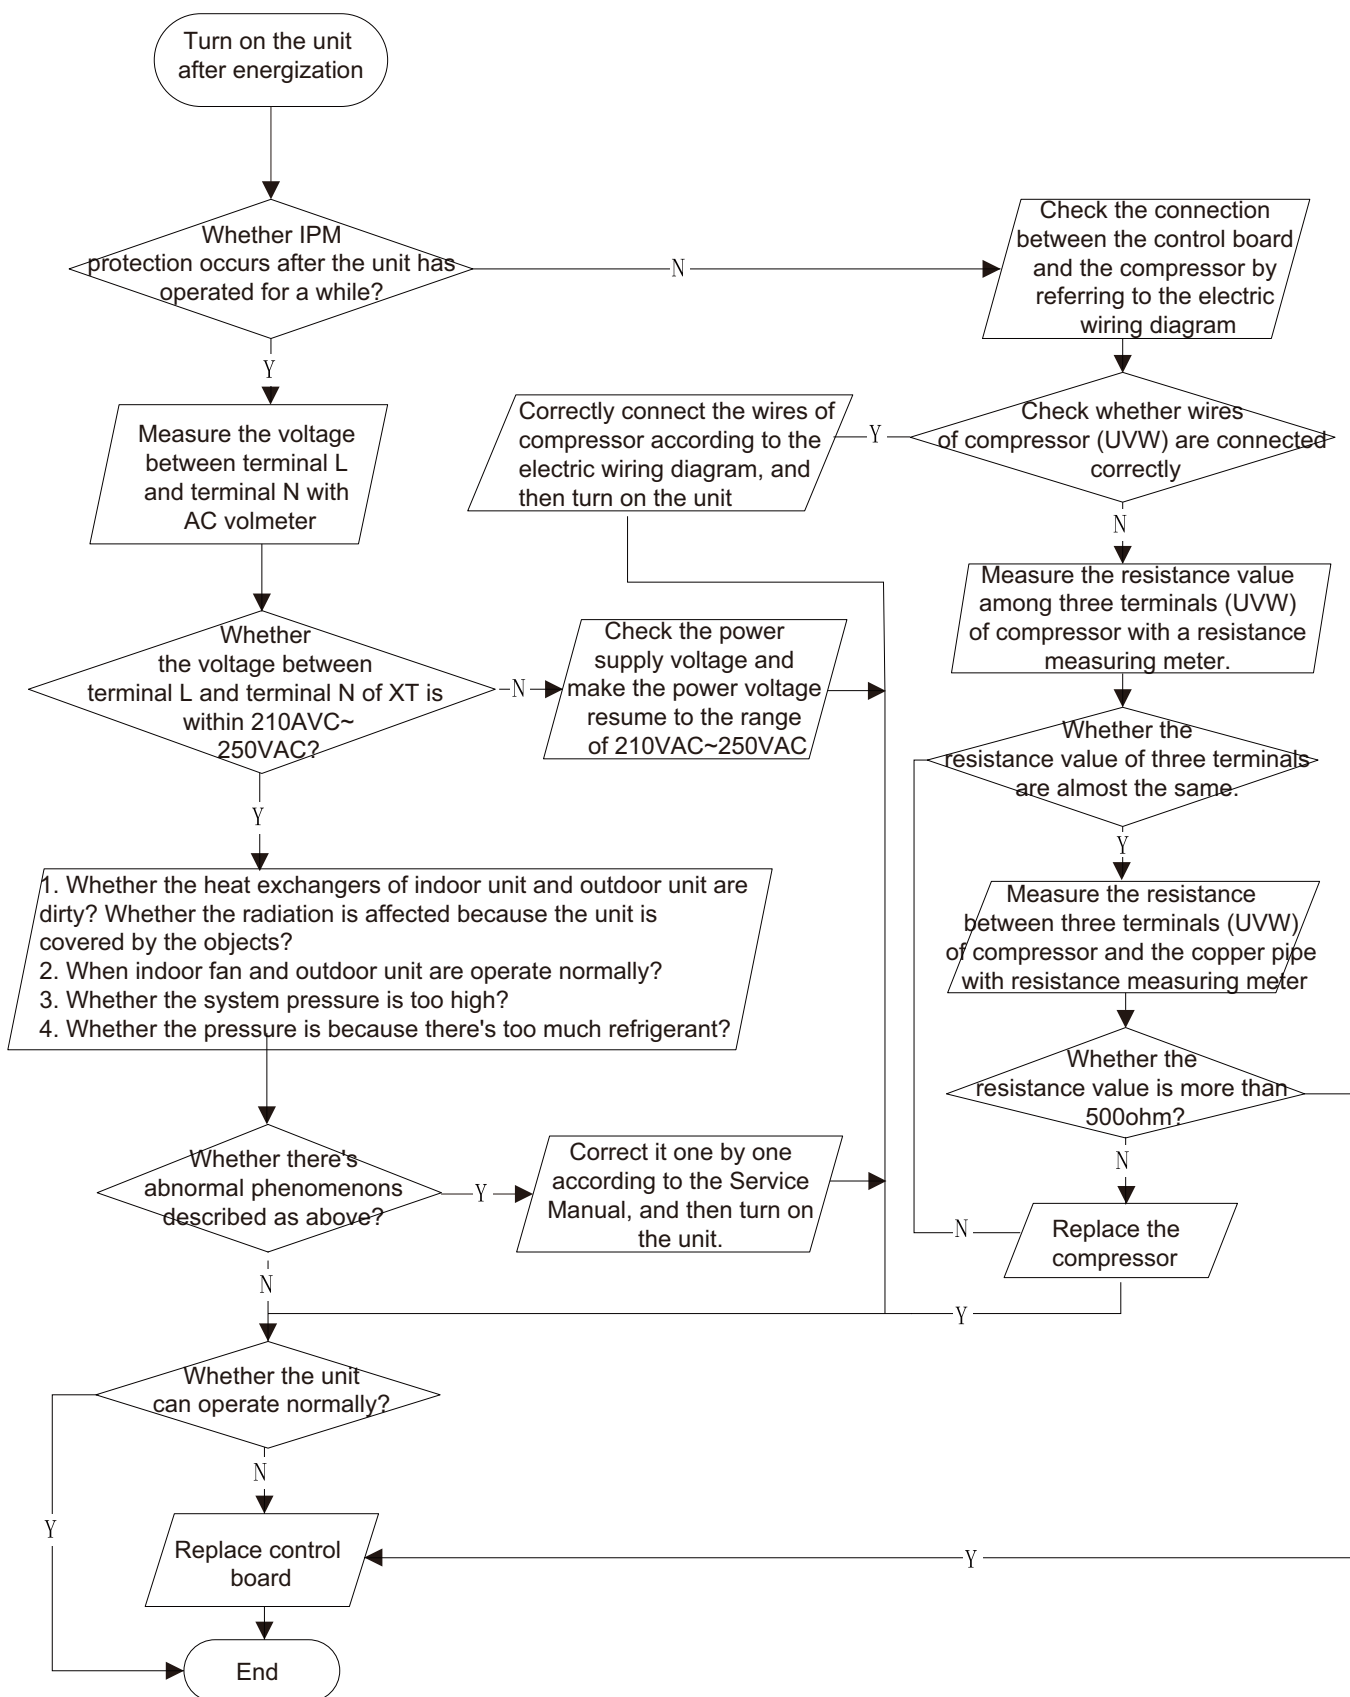 Turn on the unit
after energization
Whether IPM
protection occurs after the unit has
operated for a while?
N
Check the connection
between the control board
and the compressor by
referring to the electric
wiring diagram
Y
Measure the voltage
between terminal L
and terminal N with
AC volmeter
Correctly connect the wires of
compressor according to the
electric wiring diagram, and
then turn on the unit
Y
Check whether wires
of compressor (UVW) are connected
correctly
N
Measure the resistance value
among three terminals (UVW)
of compressor with a resistance
measuring meter.
Whether
the voltage between
terminal L and terminal N of XT is
within 210AVC~
250VAC?
N
Check the power
supply voltage and
make the power voltage
resume to the range
of 210VAC~250VAC
Whether the
resistance value of three terminals
are almost the same.
Y
Y
1. Whether the heat exchangers of indoor unit and outdoor unit are
dirty? Whether the radiation is affected because the unit is
covered by the objects?
2. When indoor fan and outdoor unit are operate normally?
3. Whether the system pressure is too high?
4. Whether the pressure is because there's too much refrigerant?
Measure the resistance
between three terminals (UVW)
of compressor and the copper pipe
with resistance measuring meter
Whether the
resistance value is more than
500ohm?
N
Whether there's
abnormal phenomenons
described as above?
Y
Correct it one by one
according to the Service
Manual, and then turn on
the unit.
N
Replace the
compressor
N
Y
Whether the unit
can operate normally?
N
Y
Replace control
board
Y
End